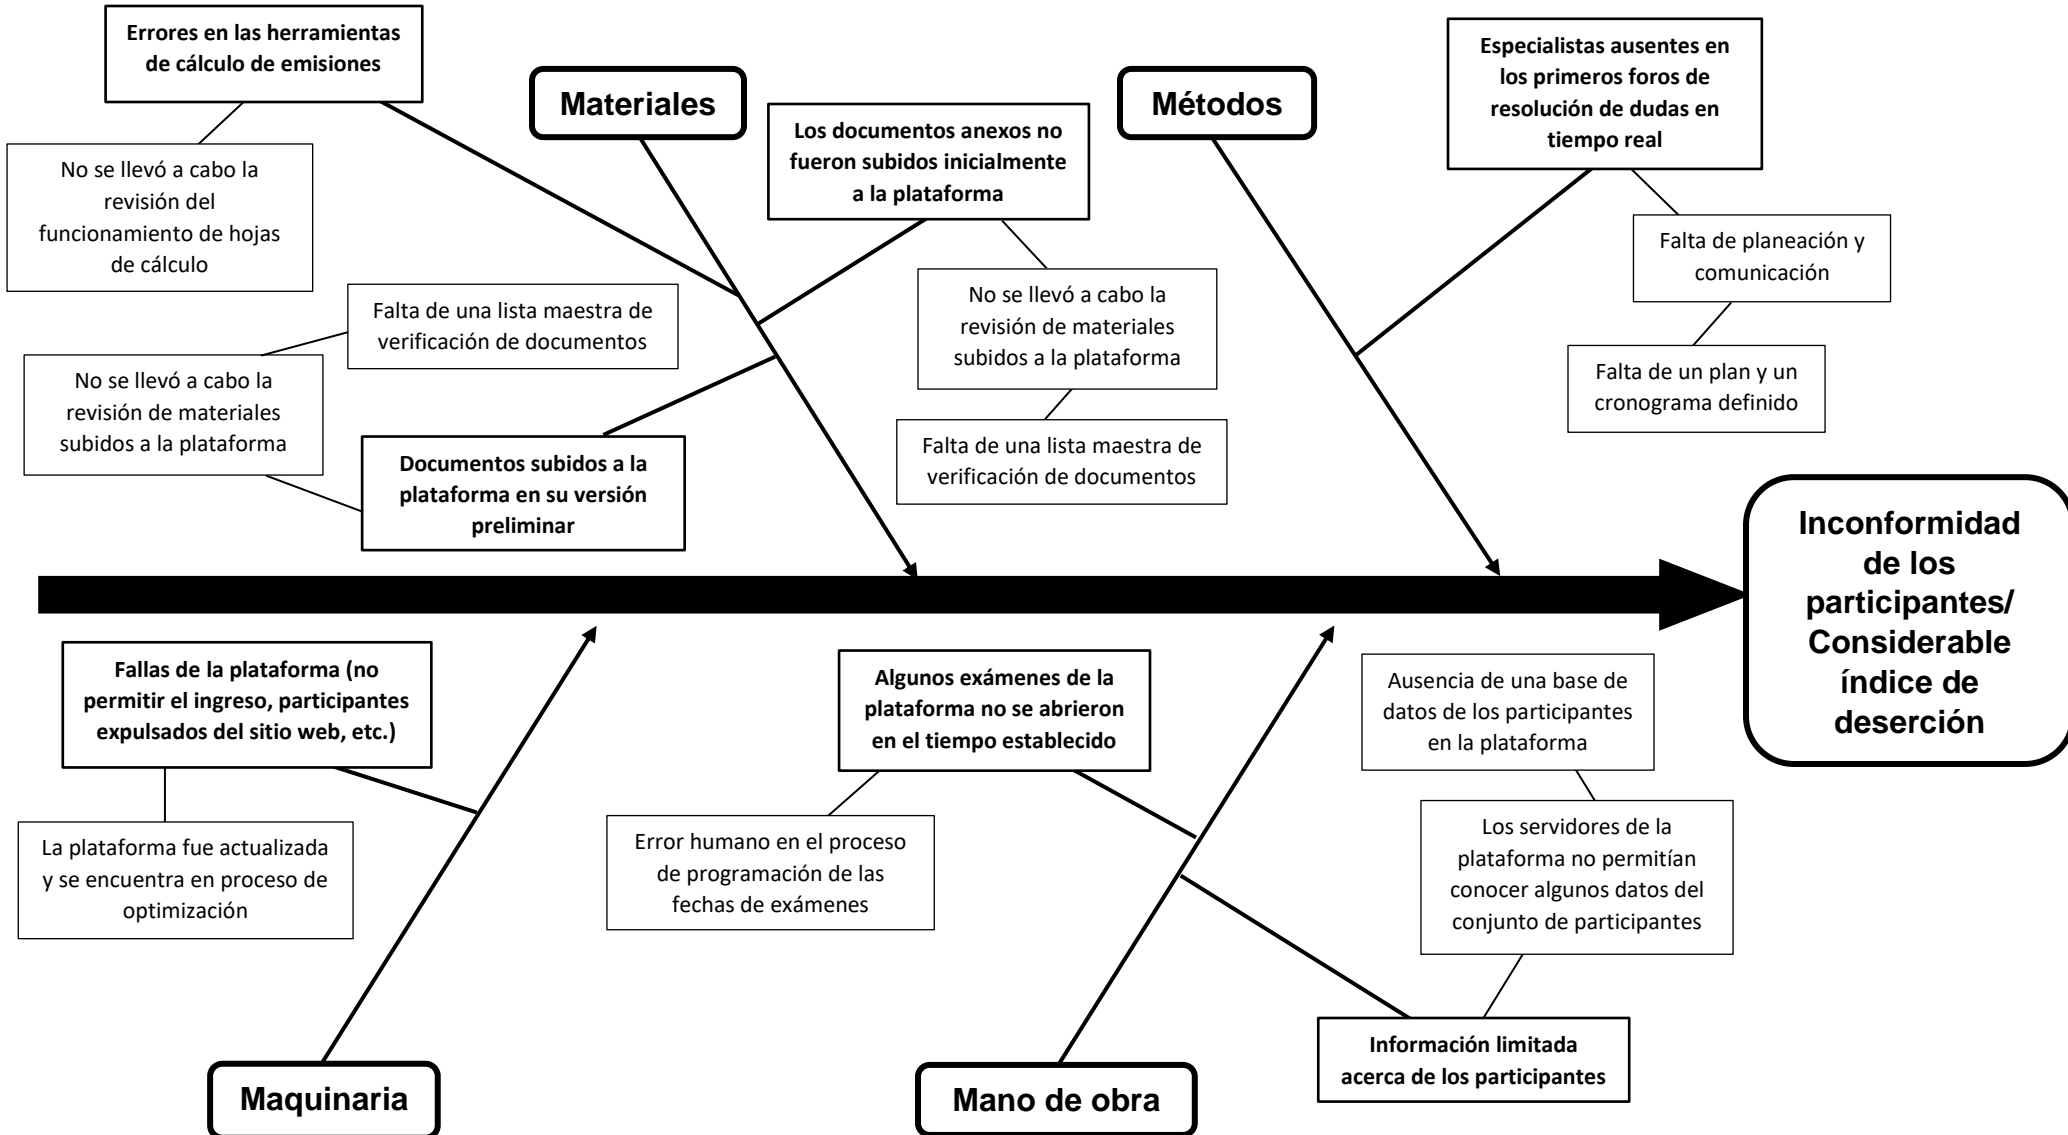 Errores en las herramientas
de cálculo de emisiones
Materiales
Métodos
Especialistas ausentes en
los primeros foros de
resolución de dudas en
tiempo real
Los documentos anexos no
fueron subidos inicialmente
a la plataforma
No se llevó a cabo la
revisión del
funcionamiento de hojas
de cálculo
Falta de planeación y
comunicación
Falta de una lista maestra de
verificación de documentos
No se llevó a cabo la
revisión de materiales
subidos a la plataforma
No se llevó a cabo la
revisión de materiales
subidos a la plataforma
Falta de un plan y un
cronograma definido
Documentos subidos a la
plataforma en su versión
preliminar
Falta de una lista maestra de
verificación de documentos
Inconformidad
de los
participantes/
Considerable
índice de
deserción
Fallas de la plataforma (no
permitir el ingreso, participantes
expulsados del sitio web, etc.)
Algunos exámenes de la
plataforma no se abrieron
en el tiempo establecido
Ausencia de una base de
datos de los participantes
en la plataforma
La plataforma fue actualizada
y se encuentra en proceso de
optimización
Error humano en el proceso
de programación de las
fechas de exámenes
Los servidores de la
plataforma no permitían
conocer algunos datos del
conjunto de participantes
Información limitada
acerca de los participantes
Maquinaria
Mano de obra